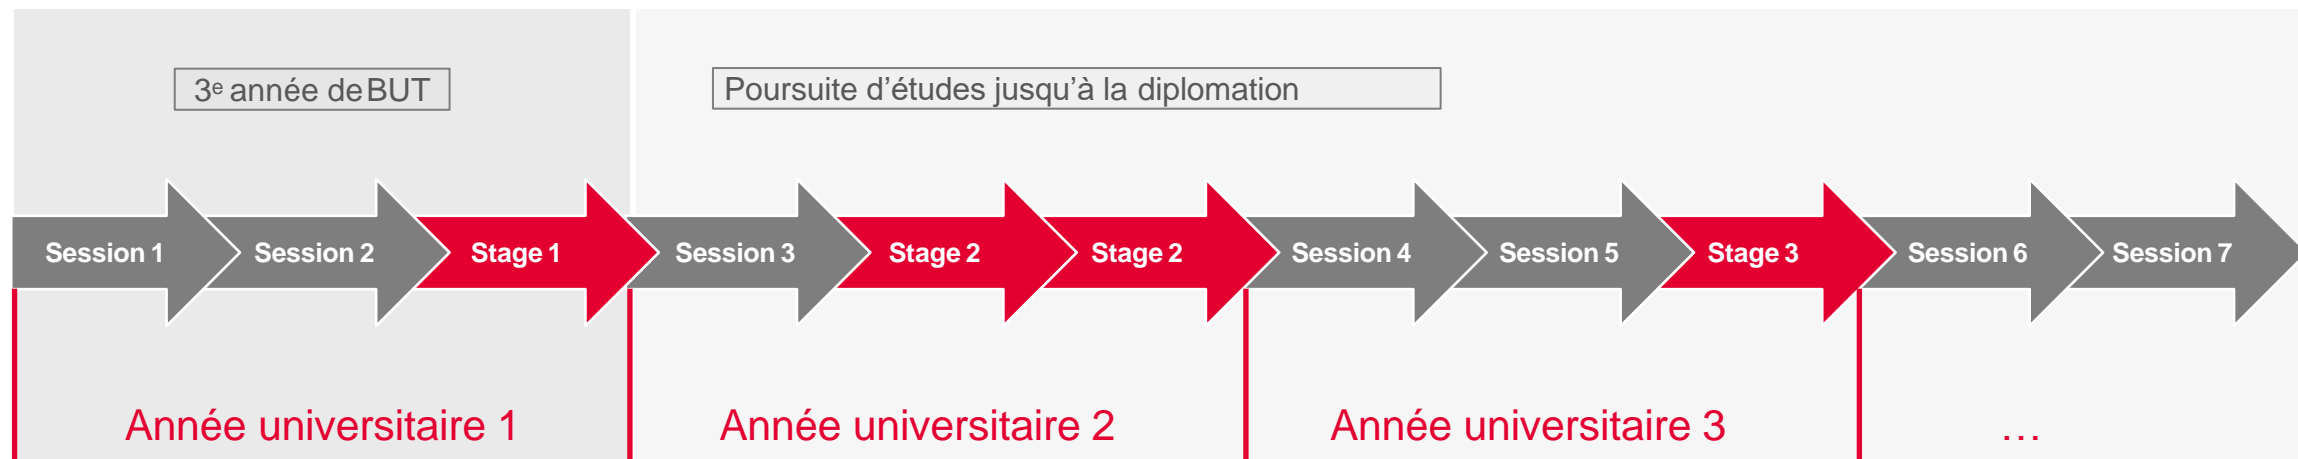 3e année de BUT
Poursuite d'études jusqu'à la diplomation
Session 1
Session 2
Stage 1
Session 3
Stage 2
Stage 2
Session 4
Session 5
Stage 3
Session 6
Session 7
Année universitaire 1
Année universitaire 2
Année universitaire 3
…